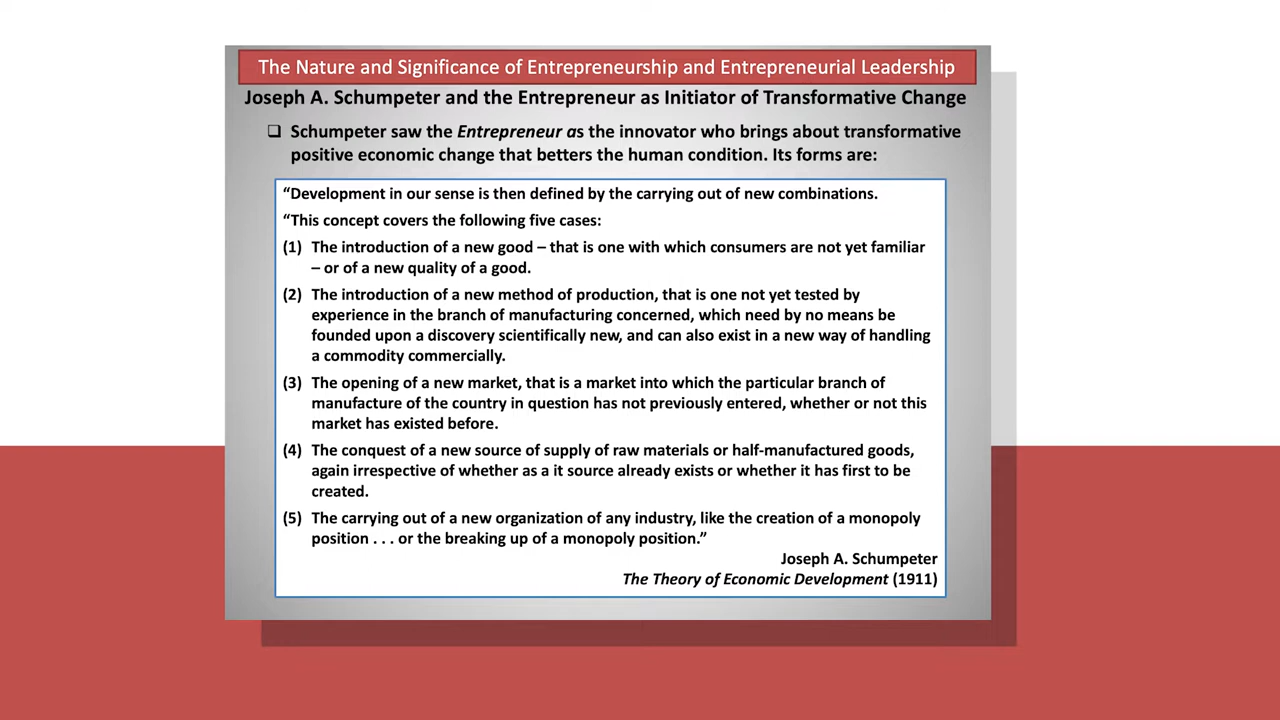 The Nature and Significance of Entrepreneurship and Entrepreneurial Leadership
Joseph A. Schumpeter and the Entrepreneur as Initiator of Transformative Change
Schumpeter saw the Entrepreneur as the innovator who brings about transformative
positive economic change that betters the human condition. Its forms are:
“Development in our sense is then defined by the carrying out of new combinations.
“This concept covers the following five cases:
(1) The introduction of a new good – that is one with which consumers are not yet familiar
– or of a new quality of a good.
(2) The introduction of a new method of production, that is one not yet tested by
experience in the branch of manufacturing concerned, which need by no means be
founded upon a discovery scientifically new, and can also exist in a new way of handling
a commodity commercially.
(3) The opening of a new market, that is a market into which the particular branch of
manufacture of the country in question has not previously entered, whether or not this
market has existed before.
(4) The conquest of a new source of supply of raw materials or half-manufactured goods,
again irrespective of whether as a it source already exists or whether it has first to be
created.
(5) The carrying out of a new organization of any industry, like the creation of a monopoly
position . . . or the breaking up of a monopoly position.”
Joseph A. Schumpeter
The Theory of Economic Development (1911)